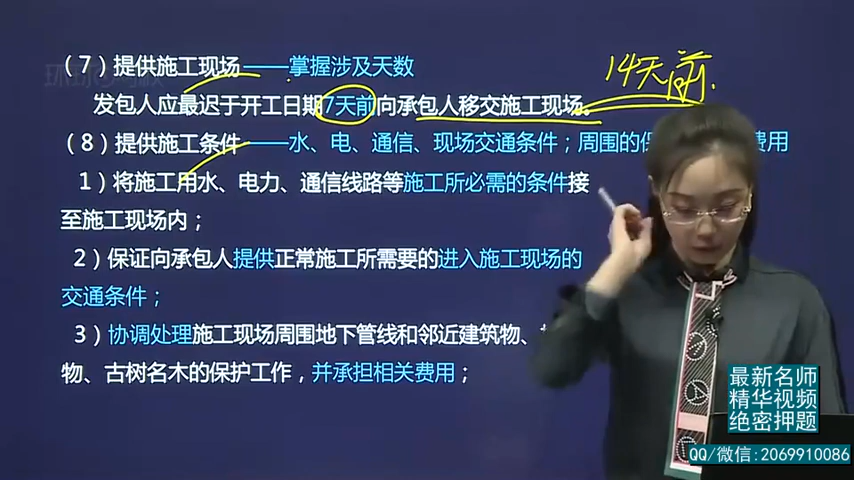 （7）提供施工现场——掌握涉及天数
14天前
发包人应最迟于开工日期7天前向承包人移交施工现场。
（8）提供施工条件——水、电、通信、现场交通条件；周围的保 费用
1）将施工用水、电力、通信线路等施工所必需的条件接
至施工现场内；
2）保证向承包人提供正常施工所需要的进入施工现场的
交通条件；
3）协调处理施工现场周围地下管线和邻近建筑物、
物、古树名木的保护工作，并承担相关费用；
最新名师
精华视频
绝密押题
QQ/微信:2069910086